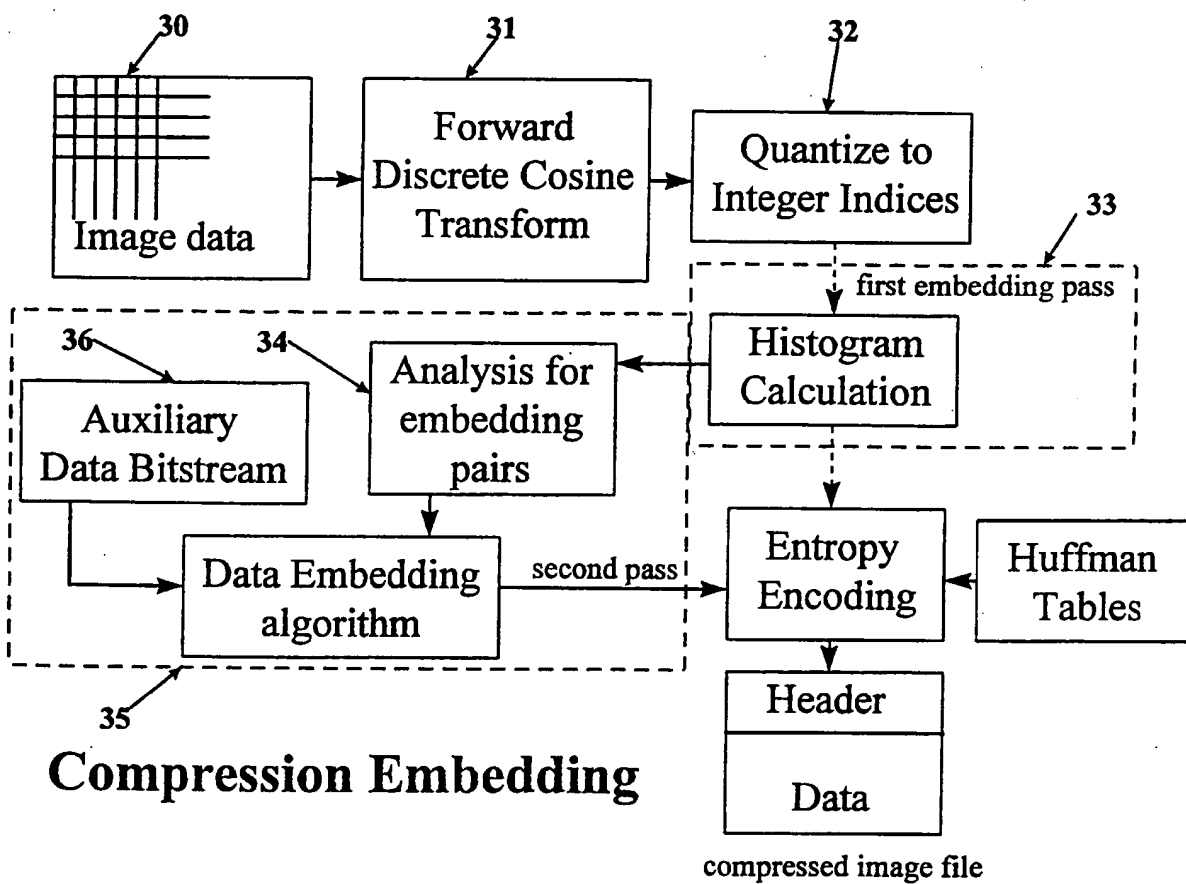 30
31
32
Image data
Forward
Discrete Cosine
Transform
Quantize to
Integer Indices
33
first embedding pass
Histogram
Calculation
36
34
Auxiliary
Data Bitstream
Analysis for
embedding
pairs
Data Embedding
algorithm
second pass
Entropy
Encoding
Huffman
Tables
35
Header
Data
Compression Embedding
compressed image file